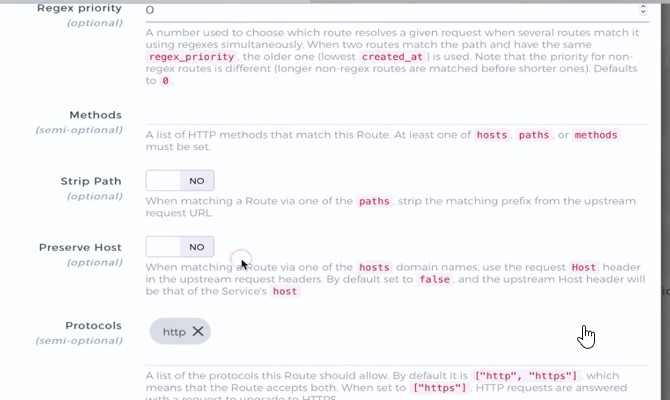 Regex priority
(optional)
0
A number used to choose which route resolves a given request when several routes match it
using regexes simultaneously. When two routes match the path and have the same
regex_priority , the older one (lowest created_at ) is used. Note that the priority for non-
regex routes is different (longer non-regex routes are matched before shorter ones). Defaults
to 0 .
Methods
(semi-optional)
A list of HTTP methods that match this Route. At least one of hosts , paths , or methods
must be set.
Strip Path
(optional)
NO
When matching a Route via one of the paths , strip the matching prefix from the upstream
request URL.
Preserve Host
(optional)
NO
When matching a Route via one of the hosts domain names, use the request Host header
in the upstream request headers. By default set to false , and the upstream Host header will
be that of the Service's host
Protocols
(semi-optional)
http
A list of the protocols this Route should allow. By default it is ["http", "https"] , which
means that the Route accepts both. When set to ["https"] , HTTP requests are answered
with a request to upgrade to HTTPS.